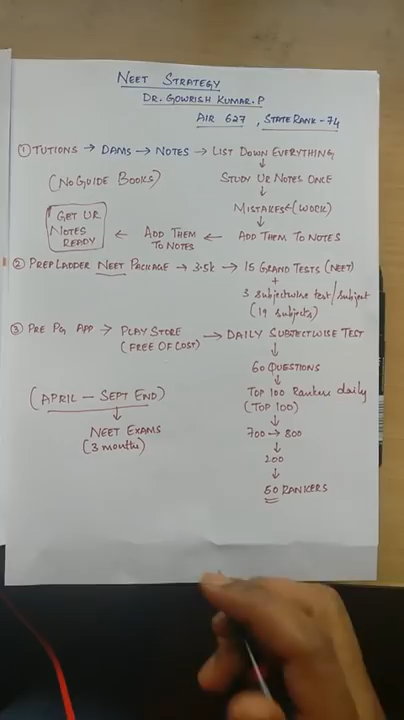 NEET STRATEGY
DR. GOWRISH KUMAR. P
AIR 627, STATE RANK - 74
① TUTIONS → DAMS → NOTES → LIST DOWN EVERYTHING
↓
(NO GUIDE BOOKS) STUDY UR NOTES ONCE
↓
MISTAKES ← (WORK)
↓
GET UR NOTES READY ← ADD THEM TO NOTES ← ADD THEM TO NOTES
② PREPLADDER NEET PACKAGE → 3.5k → 15 GRAND TESTS (NEET)
+
3 subjectwise test/subject
(19 subjects)
③ PRE PG APP → PLAY STORE → DAILY SUBJECTWISE TEST
(FREE OF COST) ↓
60 QUESTIONS
↓
(APRIL - SEPT END) TOP 100 Rankers daily
↓ (TOP 100)
NEET EXAMS ↓
(3 months) 700 → 800
↓
200
↓
50 RANKERS